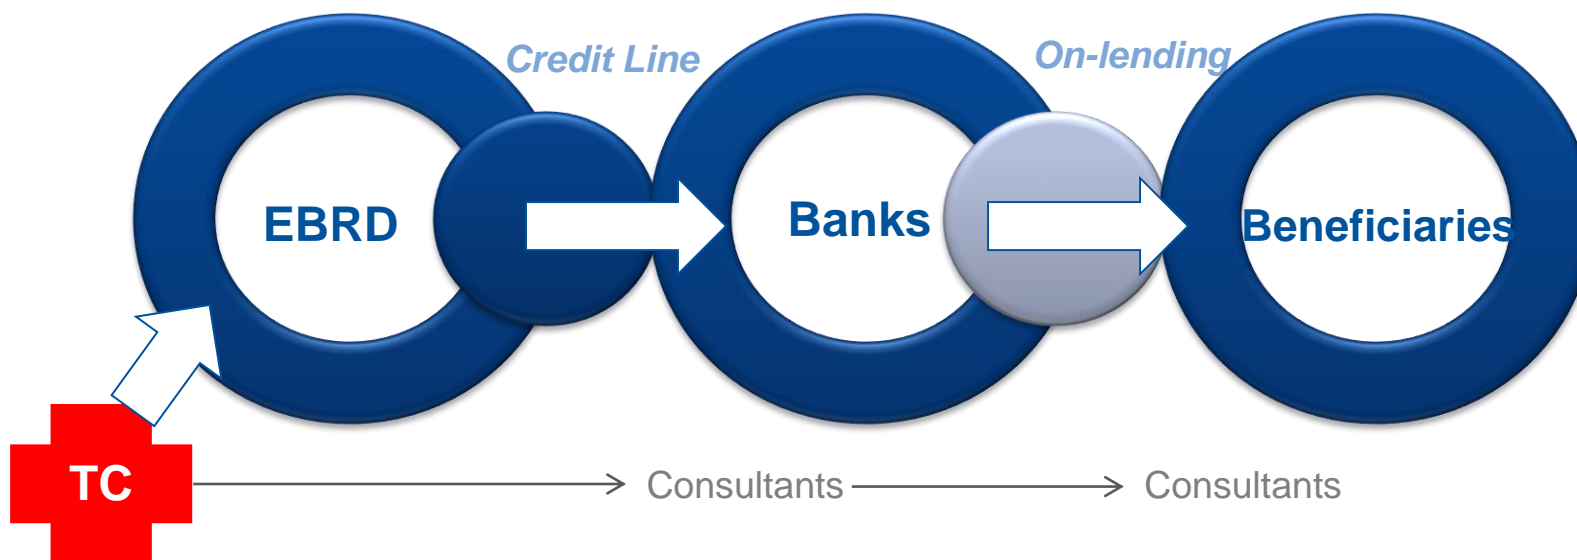 Credit Line
On-lending
EBRD
Banks
Beneficiaries
TC
Consultants
Consultants